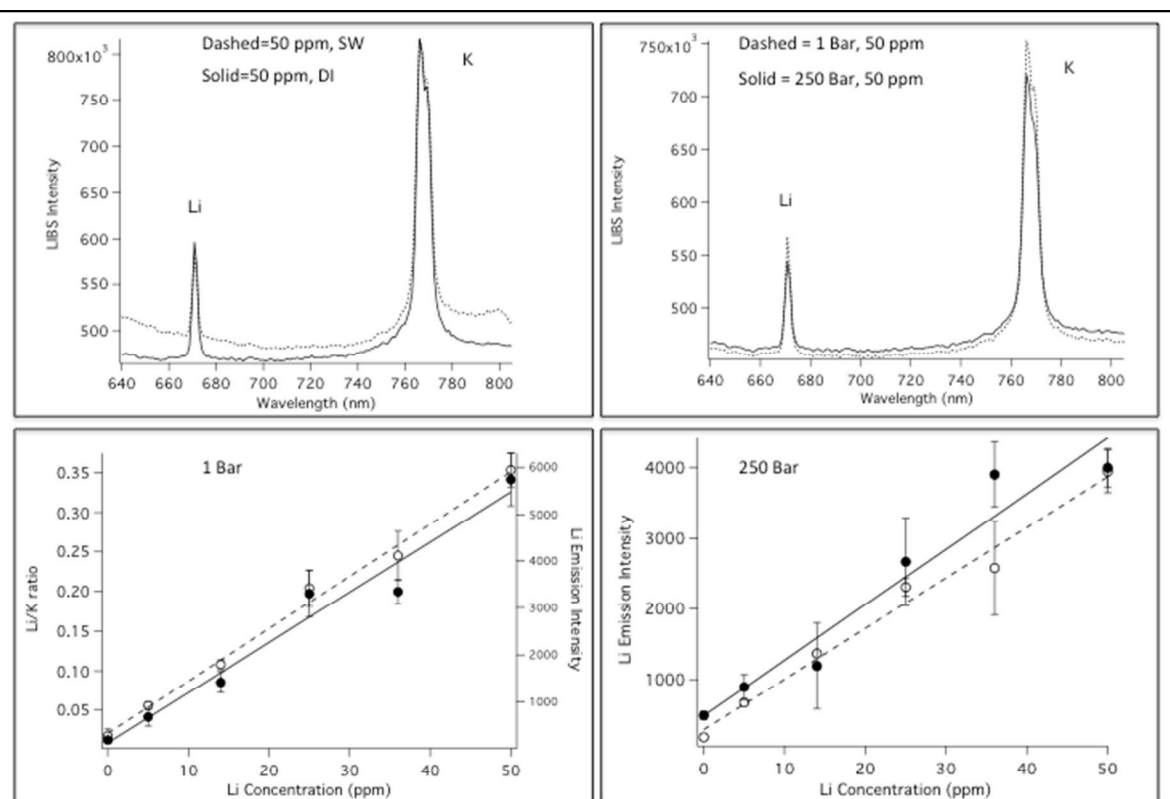 Dashed=50 ppm, SW
Solid=50 ppm, DI
K
Li
800x10³
750
700
650
600
550
500
LIBS Intensity
640 660 680 700 720 740 760 780 800
Wavelength (nm)
Dashed = 1 Bar, 50 ppm
Solid = 250 Bar, 50 ppm
K
Li
750x10³
700
650
600
550
500
LIBS Intensity
640 660 680 700 720 740 760 780 800
Wavelength (nm)
1 Bar
0.35
0.30
0.25
0.20
0.15
0.10
0.05
Li/K ratio
6000
5000
4000
3000
2000
1000
Li Emission Intensity
0 10 20 30 40 50
Li Concentration (ppm)
250 Bar
4000
3000
2000
1000
Li Emission Intensity
0 10 20 30 40 50
Li Concentration (ppm)